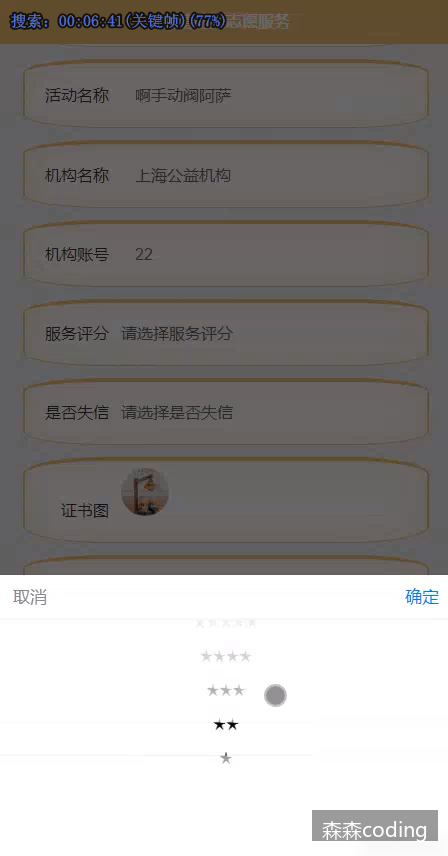 搜索: 00:06:41(关键帧)(77%)
志愿服务
活动名称 啊手动阀阿萨
机构名称 上海公益机构
机构账号 22
服务评分 请选择服务评分
是否失信 请选择是否失信
证书图
取消 确定
★★★★★
★★★★
★★★
★★
★
森森coding